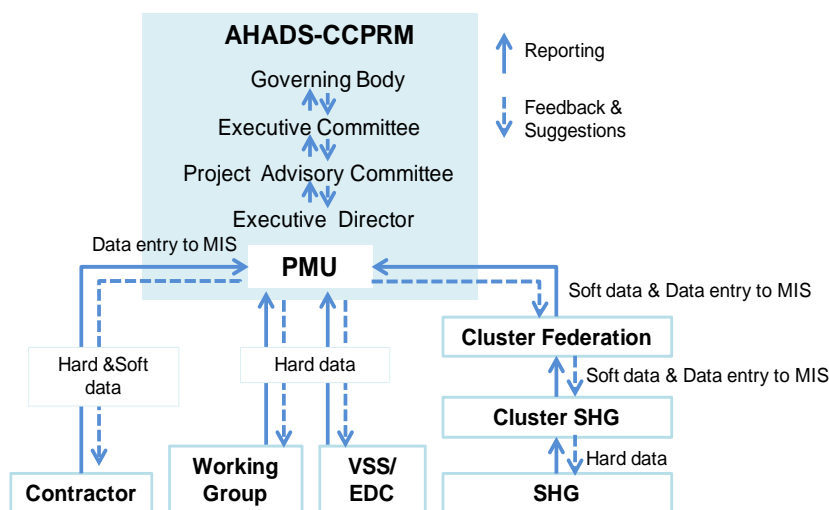 AHADS-CCPRM
Governing Body
Executive Committee
Project Advisory Committee
Executive Director
PMU
Reporting
Feedback &
Suggestions
Data entry to MIS
Soft data & Data entry to MIS
Cluster Federation
Hard &Soft
data
Hard data
Soft data & Data entry to MIS
Cluster SHG
Hard data
Contractor
Working
Group
VSS/
EDC
SHG